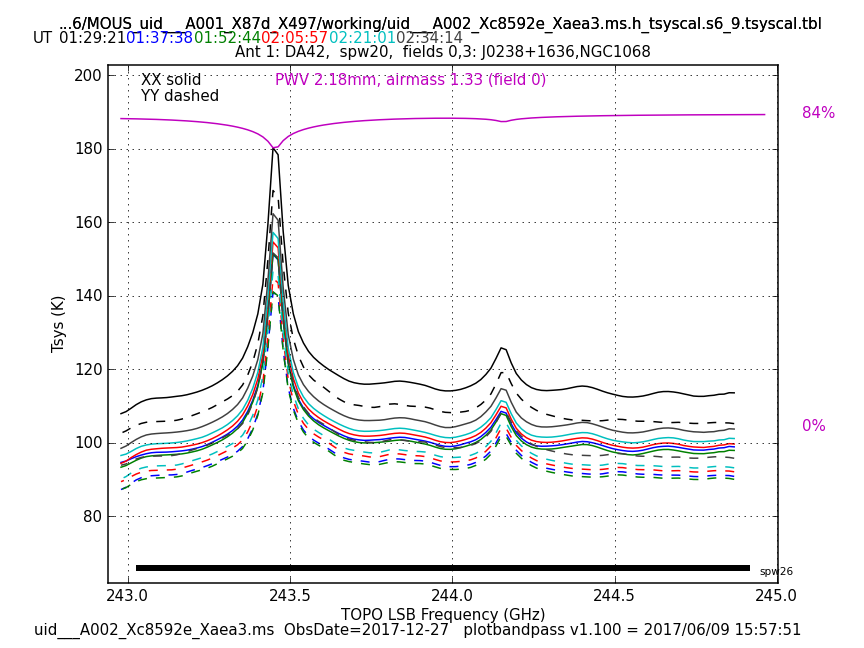 ...6/MOUS_uid___A001_X87d_X497/working/uid___A002_Xc8592e_Xaea3.ms.h_tsyscal.s6_9.tsyscal.tbl
UT 01:29:21 01:37:38 01:52:44 02:05:57 02:21:01 02:34:14
Ant 1: DA42, spw20, fields 0,3: J0238+1636,NGC1068
200
XX solid
PWV 2.18mm, airmass 1.33 (field 0)
YY dashed
84%
180
160
140
Tsys (K)
120
0%
100
80
spw26
243.0 243.5 244.0 244.5 245.0
TOPO LSB Frequency (GHz)
uid___A002_Xc8592e_Xaea3.ms ObsDate=2017-12-27 plotbandpass v1.100 = 2017/06/09 15:57:51